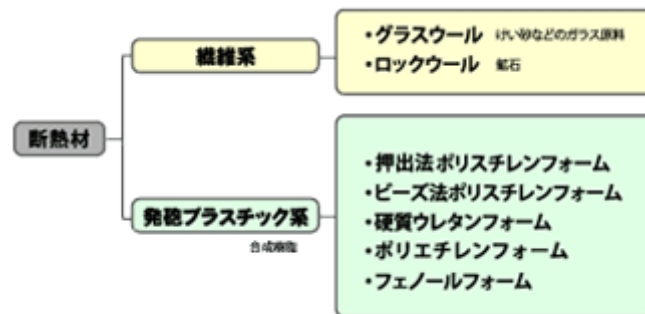 断熱材
繊維系
・グラスウール けい砂などのガラス原料
・ロックウール 鉱石
発砲プラスチック系
合成樹脂
・押出法ポリスチレンフォーム
・ビーズ法ポリスチレンフォーム
・硬質ウレタンフォーム
・ポリエチレンフォーム
・フェノールフォーム